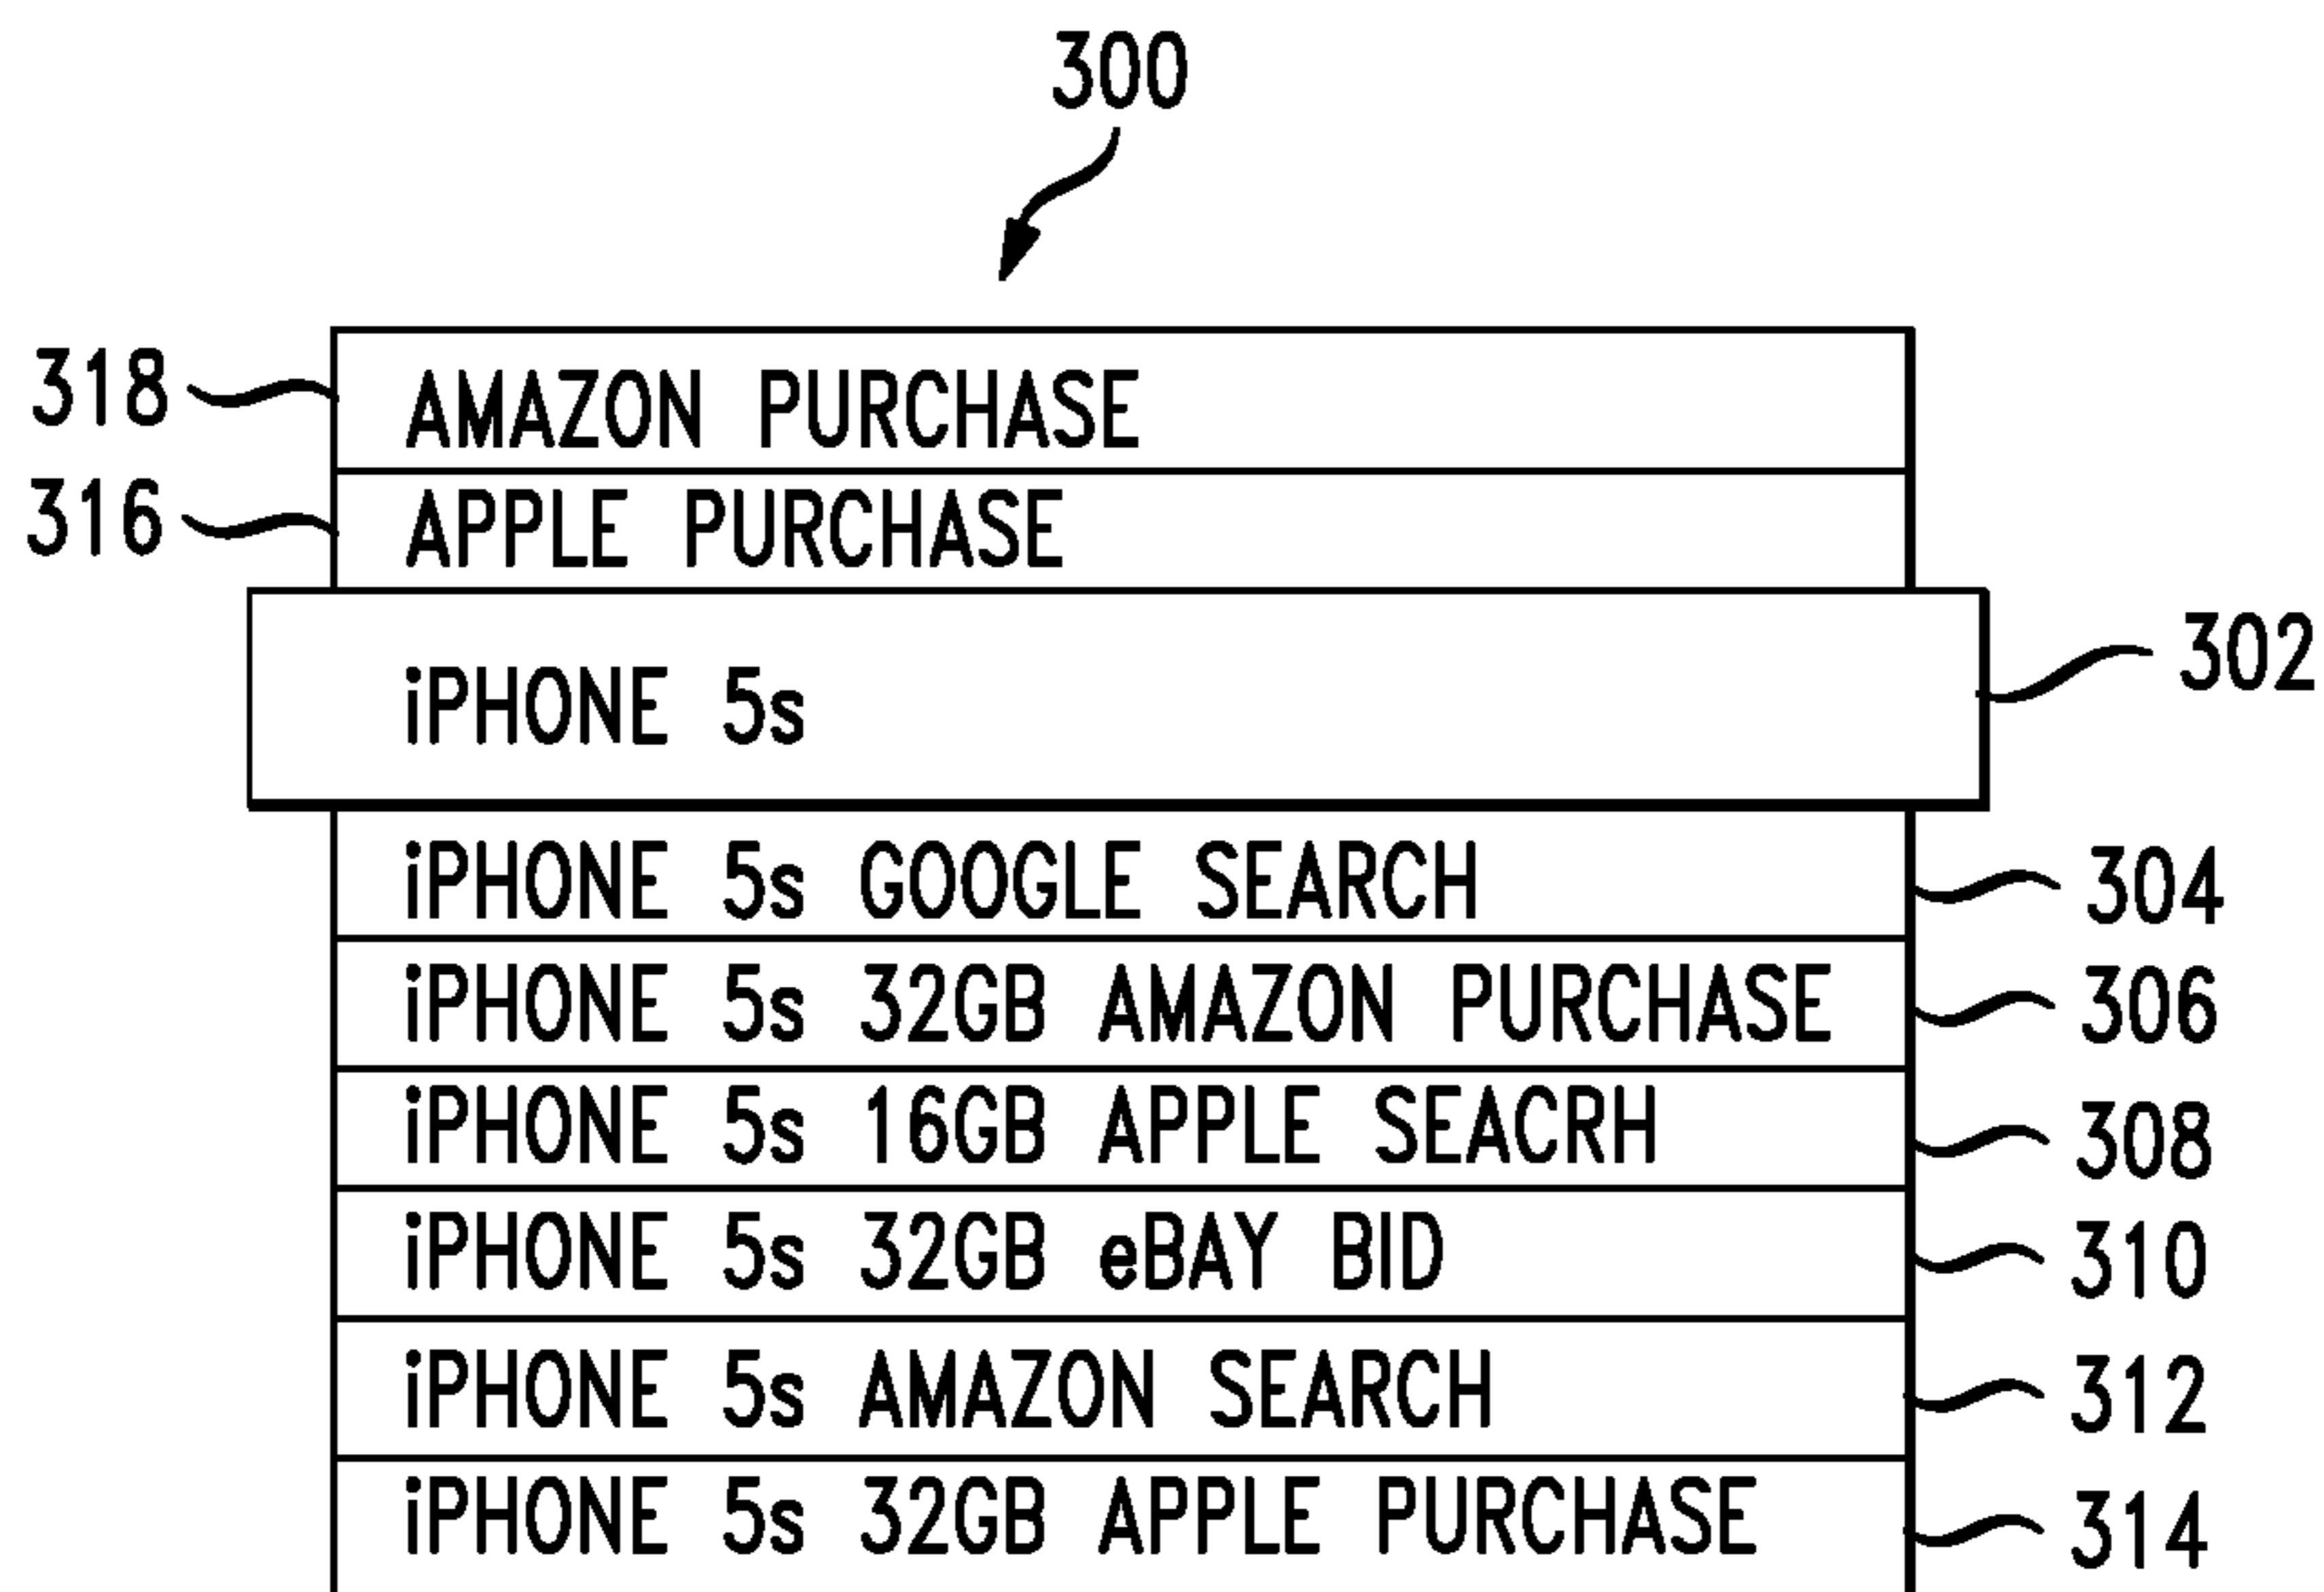 300
318 AMAZON PURCHASE
316 APPLE PURCHASE
iPHONE 5s 302
iPHONE 5s GOOGLE SEARCH 304
iPHONE 5s 32GB AMAZON PURCHASE 306
iPHONE 5s 16GB APPLE SEACRH 308
iPHONE 5s 32GB eBAY BID 310
iPHONE 5s AMAZON SEARCH 312
iPHONE 5s 32GB APPLE PURCHASE 314